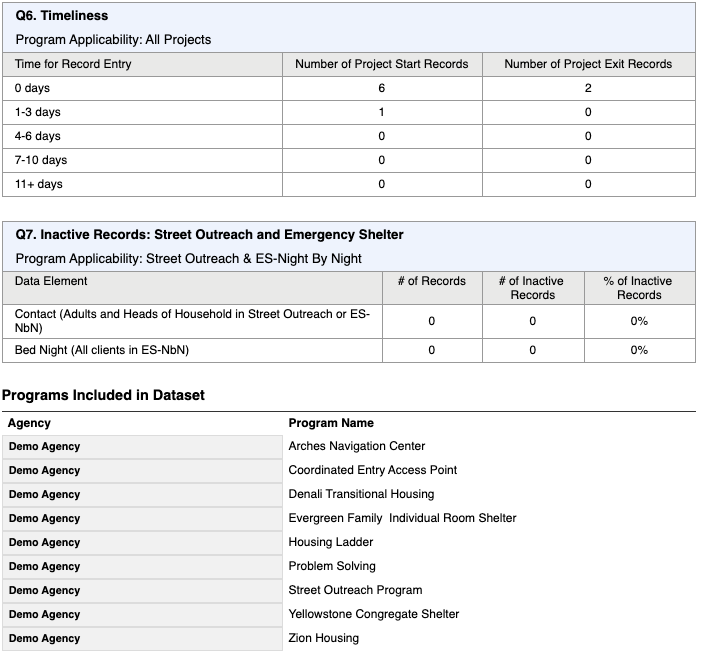 Q6. Timeliness
Program Applicability: All Projects
Time for Record Entry Number of Project Start Records Number of Project Exit Records
0 days 6 2
1-3 days 1 0
4-6 days 0 0
7-10 days 0 0
11+ days 0 0
Q7. Inactive Records: Street Outreach and Emergency Shelter
Program Applicability: Street Outreach & ES-Night By Night
Data Element # of Records # of Inactive Records % of Inactive Records
Contact (Adults and Heads of Household in Street Outreach or ES-NbN) 0 0 0%
Bed Night (All clients in ES-NbN) 0 0 0%
Programs Included in Dataset
Agency Program Name
Demo Agency Arches Navigation Center
Demo Agency Coordinated Entry Access Point
Demo Agency Denali Transitional Housing
Demo Agency Evergreen Family  Individual Room Shelter
Demo Agency Housing Ladder
Demo Agency Problem Solving
Demo Agency Street Outreach Program
Demo Agency Yellowstone Congregate Shelter
Demo Agency Zion Housing